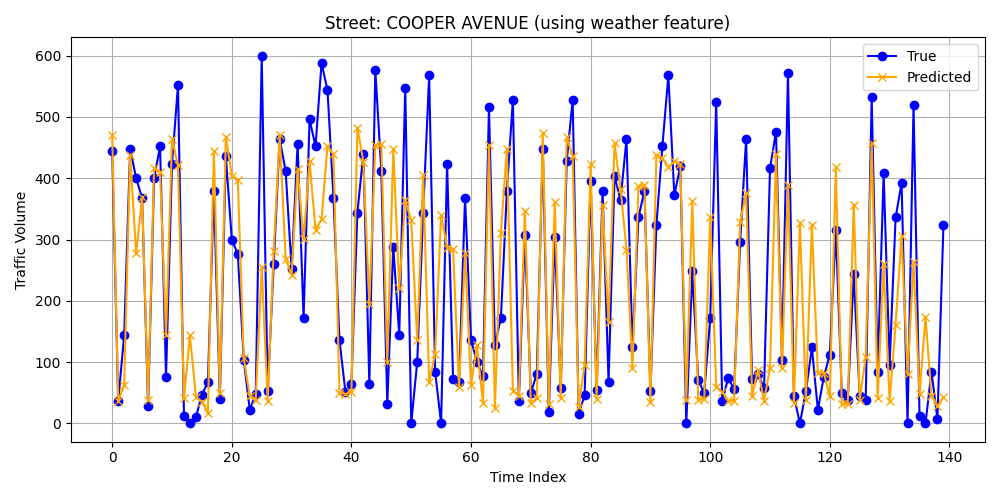 Street: COOPER AVENUE (using weather feature)
True
Predicted
Traffic Volume
600
500
400
300
200
100
0
0 20 40 60 80 100 120 140
Time Index